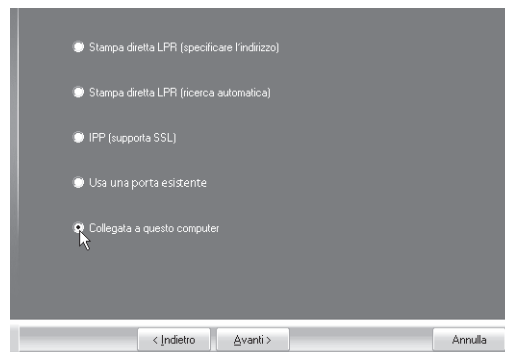 Stampa diretta LPR (specificare l'indirizzo)
Stampa diretta LPR (ricerca automatica)
IPP (supporta SSL)
Usa una porta esistente
Collegata a questo computer
< Indietro Avanti > Annulla